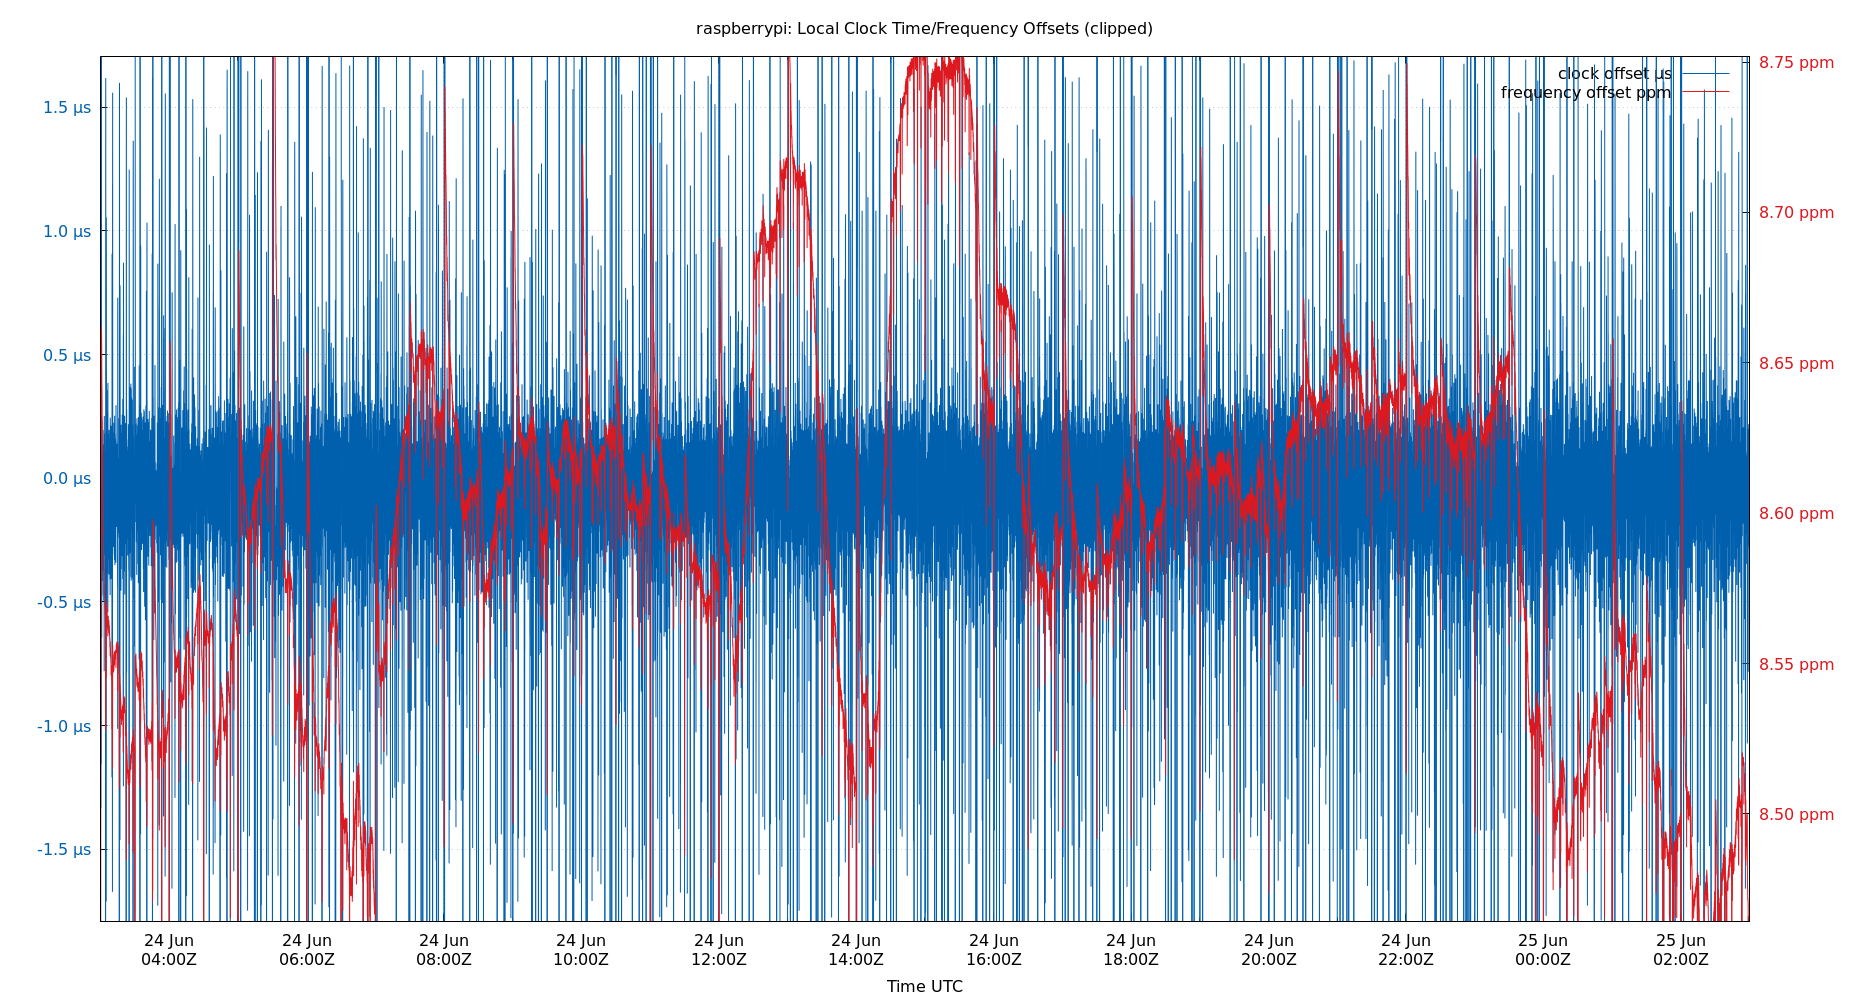 raspberrypi: Local Clock Time/Frequency Offsets (clipped)
clock offset µs
frequency offset ppm
1.5 µs
1.0 µs
0.5 µs
0.0 µs
-0.5 µs
-1.0 µs
-1.5 µs
8.75 ppm
8.70 ppm
8.65 ppm
8.60 ppm
8.55 ppm
8.50 ppm
24 Jun 24 Jun 24 Jun 24 Jun 24 Jun 24 Jun 24 Jun 24 Jun 24 Jun 24 Jun 25 Jun 25 Jun
04:00Z 06:00Z 08:00Z 10:00Z 12:00Z 14:00Z 16:00Z 18:00Z 20:00Z 22:00Z 00:00Z 02:00Z
Time UTC